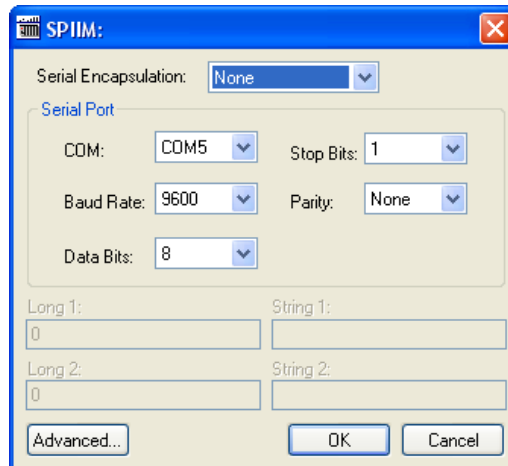 SPIIM:
Serial Encapsulation: None
Serial Port
COM: COM5 Stop Bits: 1
Baud Rate: 9600 Parity: None
Data Bits: 8
Long 1: String 1:
0
Long 2: String 2:
0
Advanced... OK Cancel